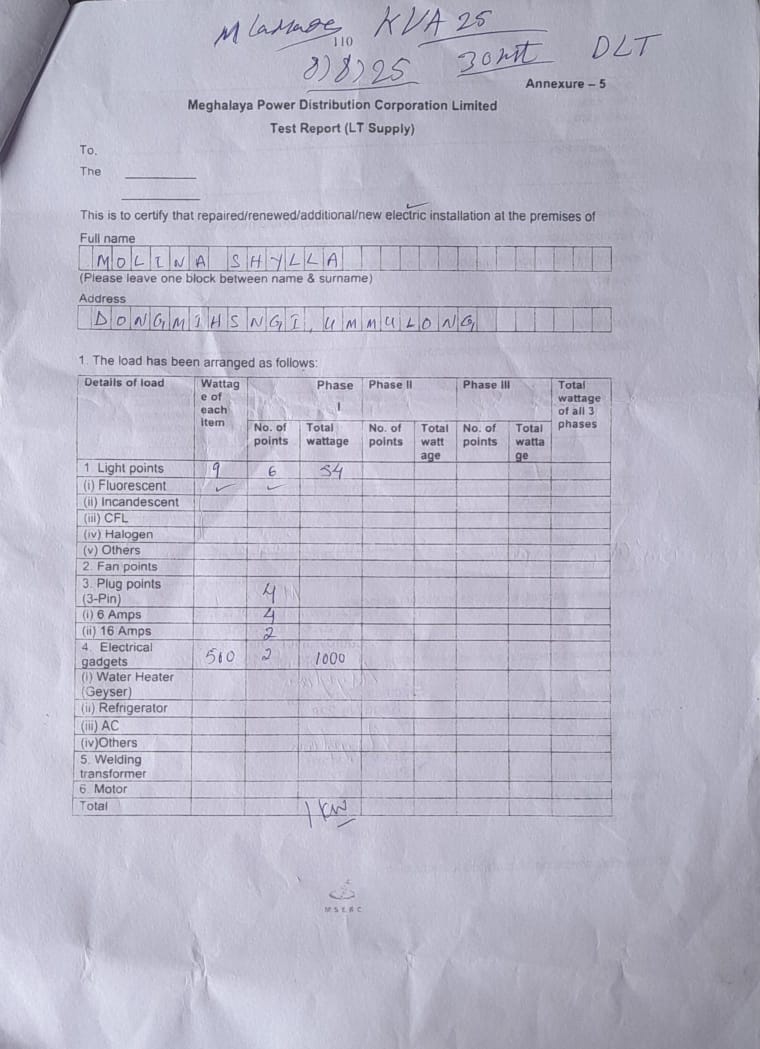 KVA 25
110
8/8/25 30mt DLT
Annexure – 5
Meghalaya Power Distribution Corporation Limited
Test Report (LT Supply)
To,
The
This is to certify that repaired/renewed/additional/new electric installation at the premises of
Full name
MOLINA SHYLLA
(Please leave one block between name & surname)
Address
DONGMIHSNGI, UMMULONG
1. The load has been arranged as follows:
Details of load Wattag e of each item Phase I Phase II Phase III Total wattage of all 3 phases
No. of points Total wattage No. of points Total watt age No. of points Total watta ge
1 Light points 9 6 54
(i) Fluorescent
(ii) Incandescent
(iii) CFL
(iv) Halogen
(v) Others
2. Fan points
3. Plug points (3-Pin) 4
(i) 6 Amps 4
(ii) 16 Amps 2
4. Electrical gadgets 500 2 1000
(i) Water Heater (Geyser)
(ii) Refrigerator
(iii) AC
(iv)Others
5. Welding transformer
6. Motor
Total 1 KW
MSERC